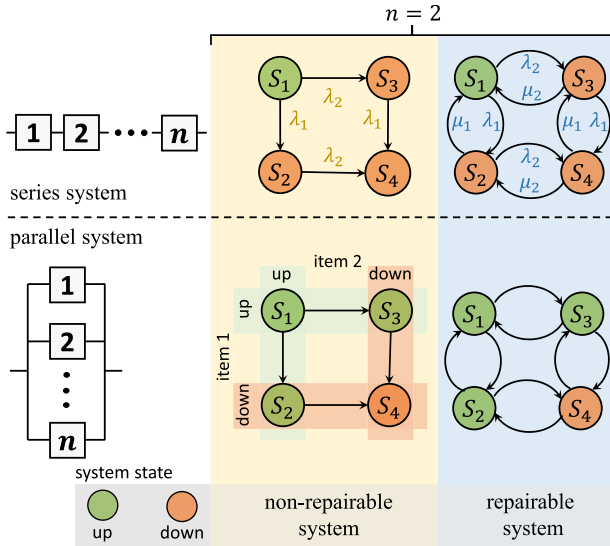 n = 2
S₁ S₃
λ₂
λ₁ λ₁
λ₂
S₂ S₄
S₁ λ₂ S₃
μ₂
μ₁ λ₁ μ₁ λ₁
S₂ λ₂ S₄
μ₂
1 2 ••• n
series system
parallel system
1
2
n
item 2
up down
up
item 1
down
S₁ S₃
S₂ S₄
S₁ S₃
S₂ S₄
system state
up down
non-repairable
system
repairable
system